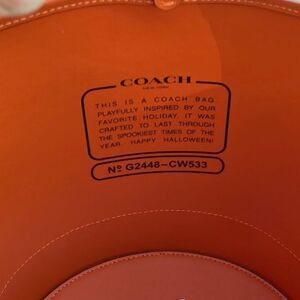 COACH
NEW YORK
THIS IS A COACH BAG
PLAYFULLY INSPIRED BY OUR
FAVORITE HOLIDAY. IT WAS
CRAFTED TO LAST THROUGH
THE SPOOKIEST TIMES OF THE
YEAR. HAPPY HALLOWEEN!
Nº G2448-CW533